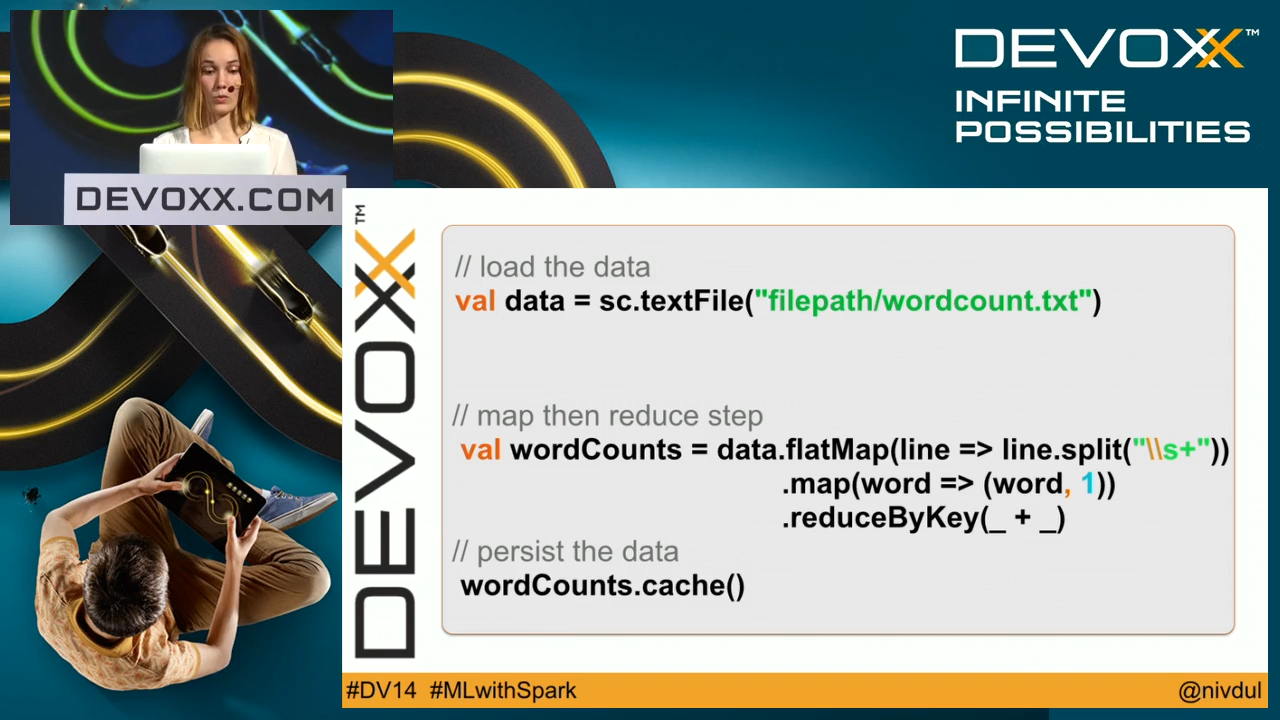 DEVOXX™
INFINITE
POSSIBILITIES
DEVOXX.COM
DEVOXX™
// load the data
val data = sc.textFile("filepath/wordcount.txt")
// map then reduce step
val wordCounts = data.flatMap(line => line.split("\\s+"))
.map(word => (word, 1))
.reduceByKey(_ + _)
// persist the data
wordCounts.cache()
#DV14 #MLwithSpark
@nivdul